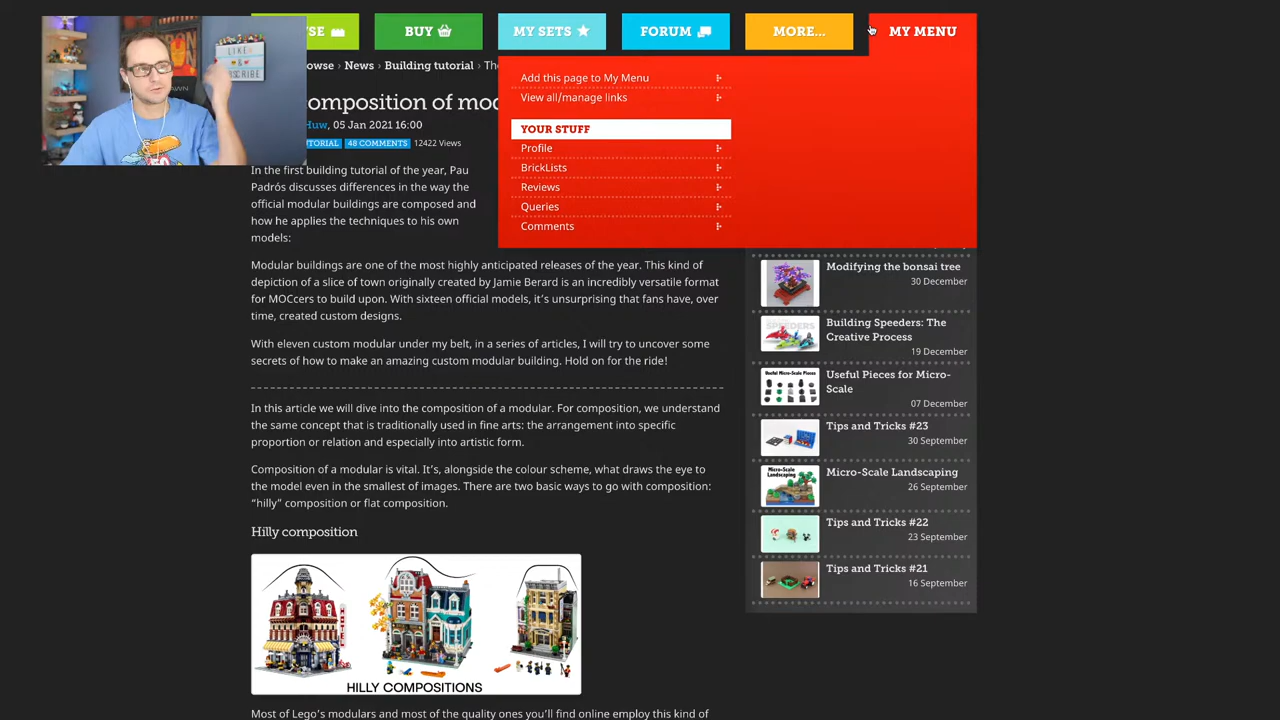 SE
BUY
MY SETS
FORUM
MORE...
MY MENU
LIKE
&
SUBSCRIBE
owse › News › Building tutorial › The
Add this page to My Menu
View all/manage links
YOUR STUFF
Profile
BrickLists
Reviews
Queries
Comments
composition of mod
Huw, 05 Jan 2021 16:00
TUTORIAL 48 COMMENTS 12422 Views
In the first building tutorial of the year, Pau
Padrós discusses differences in the way the
official modular buildings are composed and
how he applies the techniques to his own
models:
Modular buildings are one of the most highly anticipated releases of the year. This kind of
depiction of a slice of town originally created by Jamie Berard is an incredibly versatile format
for MOCcers to build upon. With sixteen official models, it's unsurprising that fans have, over
time, created custom designs.
With eleven custom modular under my belt, in a series of articles, I will try to uncover some
secrets of how to make an amazing custom modular building. Hold on for the ride!
In this article we will dive into the composition of a modular. For composition, we understand
the same concept that is traditionally used in fine arts: the arrangement into specific
proportion or relation and especially into artistic form.
Composition of a modular is vital. It's, alongside the colour scheme, what draws the eye to
the model even in the smallest of images. There are two basic ways to go with composition:
“hilly” composition or flat composition.
Hilly composition
HILLY COMPOSITIONS
Most of Lego's modulars and most of the quality ones you'll find online employ this kind of
Modifying the bonsai tree
30 December
BUILDING
SPEEDERS
Building Speeders: The
Creative Process
19 December
Useful Micro-Scale Pieces
Useful Pieces for Micro-
Scale
07 December
Tips and Tricks #23
30 September
Micro-Scale
Landscaping
Micro-Scale Landscaping
26 September
Tips and Tricks #22
23 September
Tips and Tricks #21
16 September